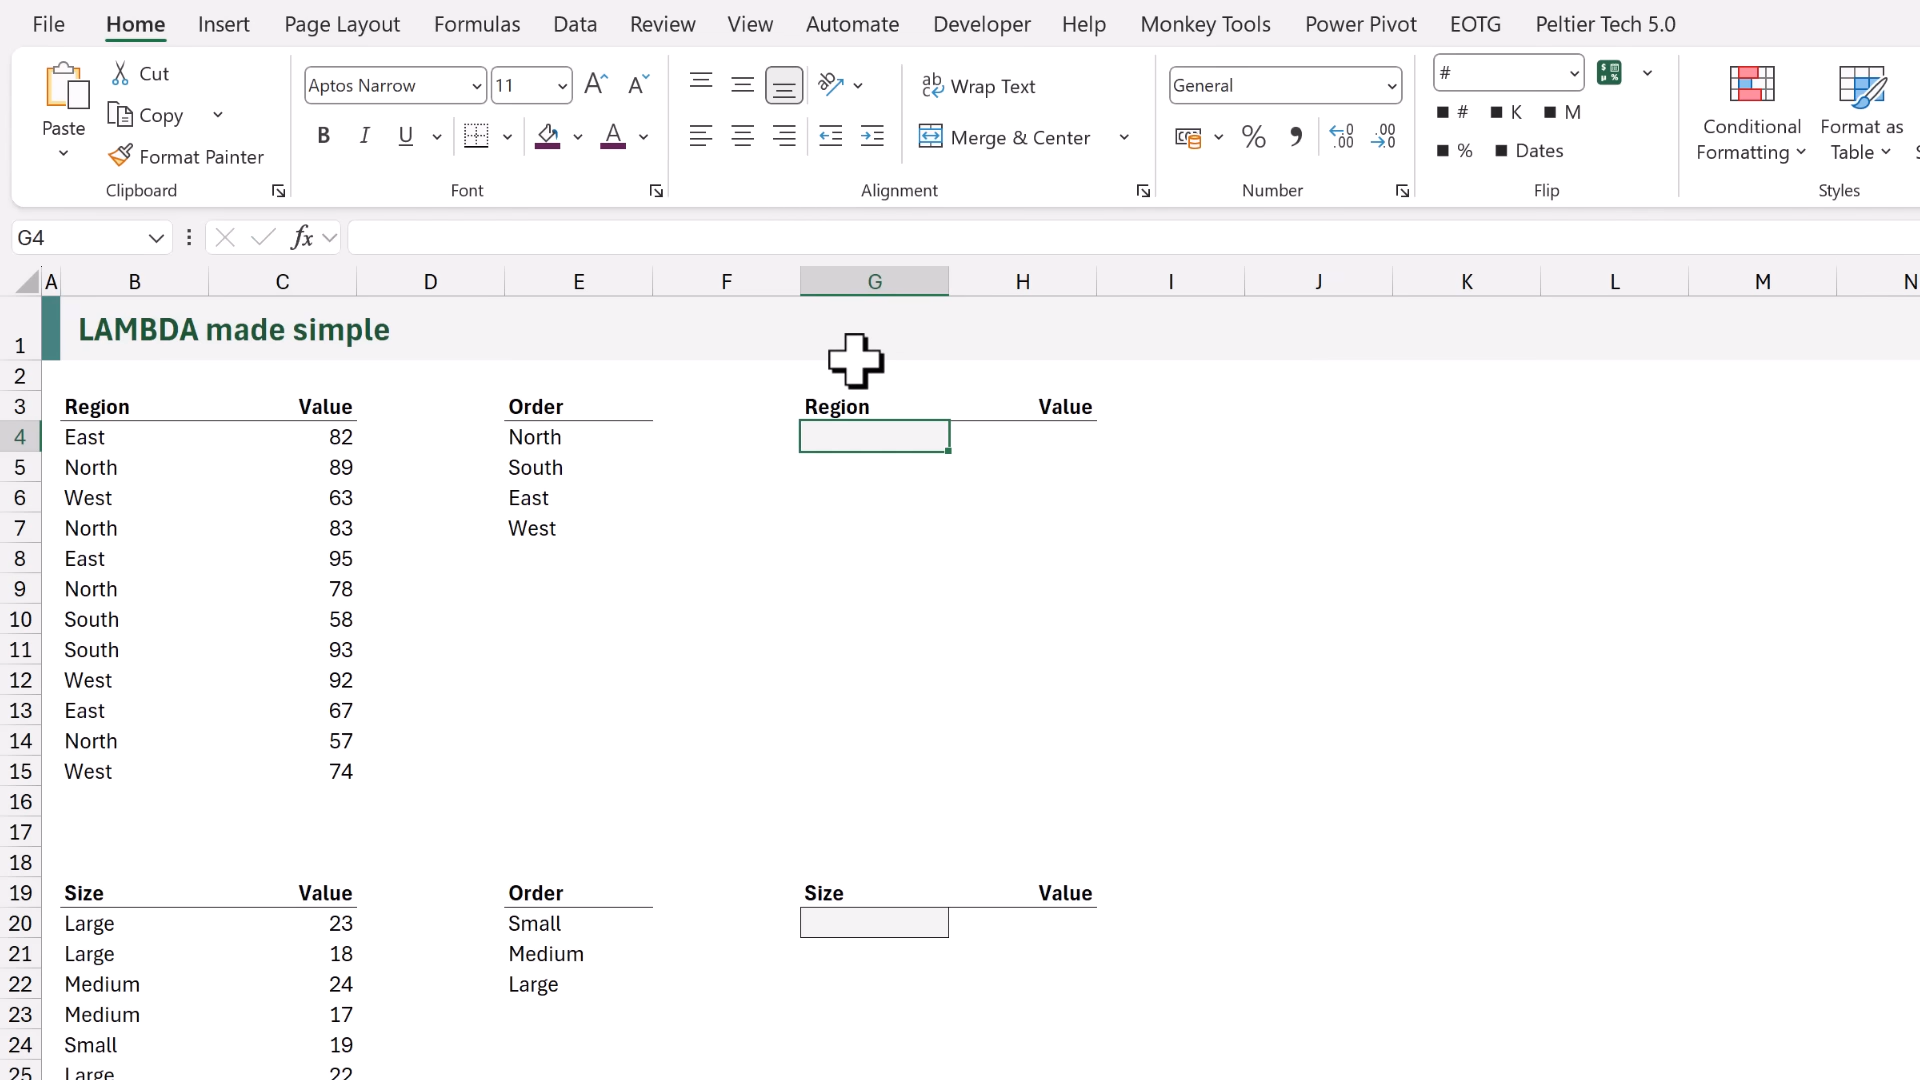 File Home Insert Page Layout Formulas Data Review View Automate Developer Help Monkey Tools Power Pivot EOTG Peltier Tech 5.0
Paste
Cut
Copy
Format Painter
Clipboard
Aptos Narrow 11
B I U
Font
Wrap Text
Merge & Center
Alignment
General
Number
#
# K M
% Dates
Flip
Conditional Formatting
Format as Table
Styles
G4 fx
A B C D E F G H I J K L M N
1 LAMBDA made simple
2
3 Region Value Order Region Value
4 East 82 North
5 North 89 South
6 West 63 East
7 North 83 West
8 East 95
9 North 78
10 South 58
11 South 93
12 West 92
13 East 67
14 North 57
15 West 74
16
17
18
19 Size Value Order Size Value
20 Large 23 Small
21 Large 18 Medium
22 Medium 24 Large
23 Medium 17
24 Small 19
25 Large 22